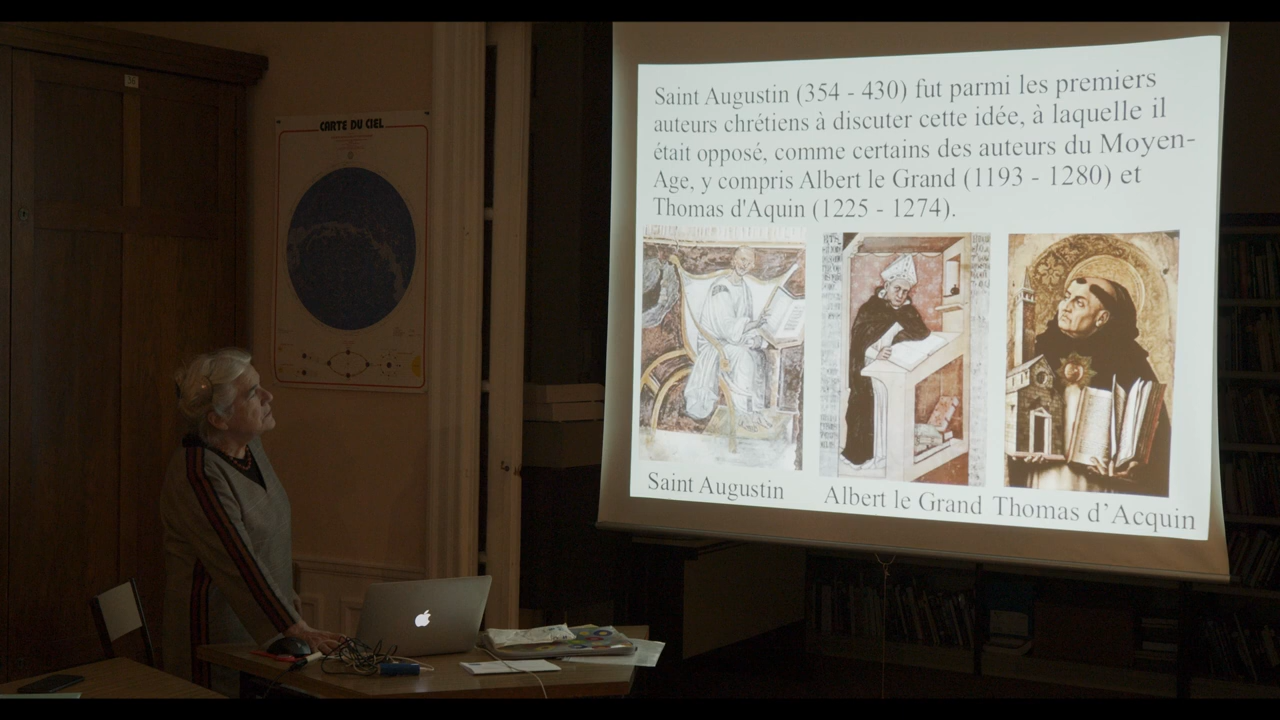 CARTE DU CIEL
Saint Augustin (354 - 430) fut parmi les premiers
auteurs chrétiens à discuter cette idée, à laquelle il
était opposé, comme certains des auteurs du Moyen-
Age, y compris Albert le Grand (1193 - 1280) et
Thomas d'Aquin (1225 - 1274).
Saint Augustin
Albert le Grand
Thomas d’Acquin